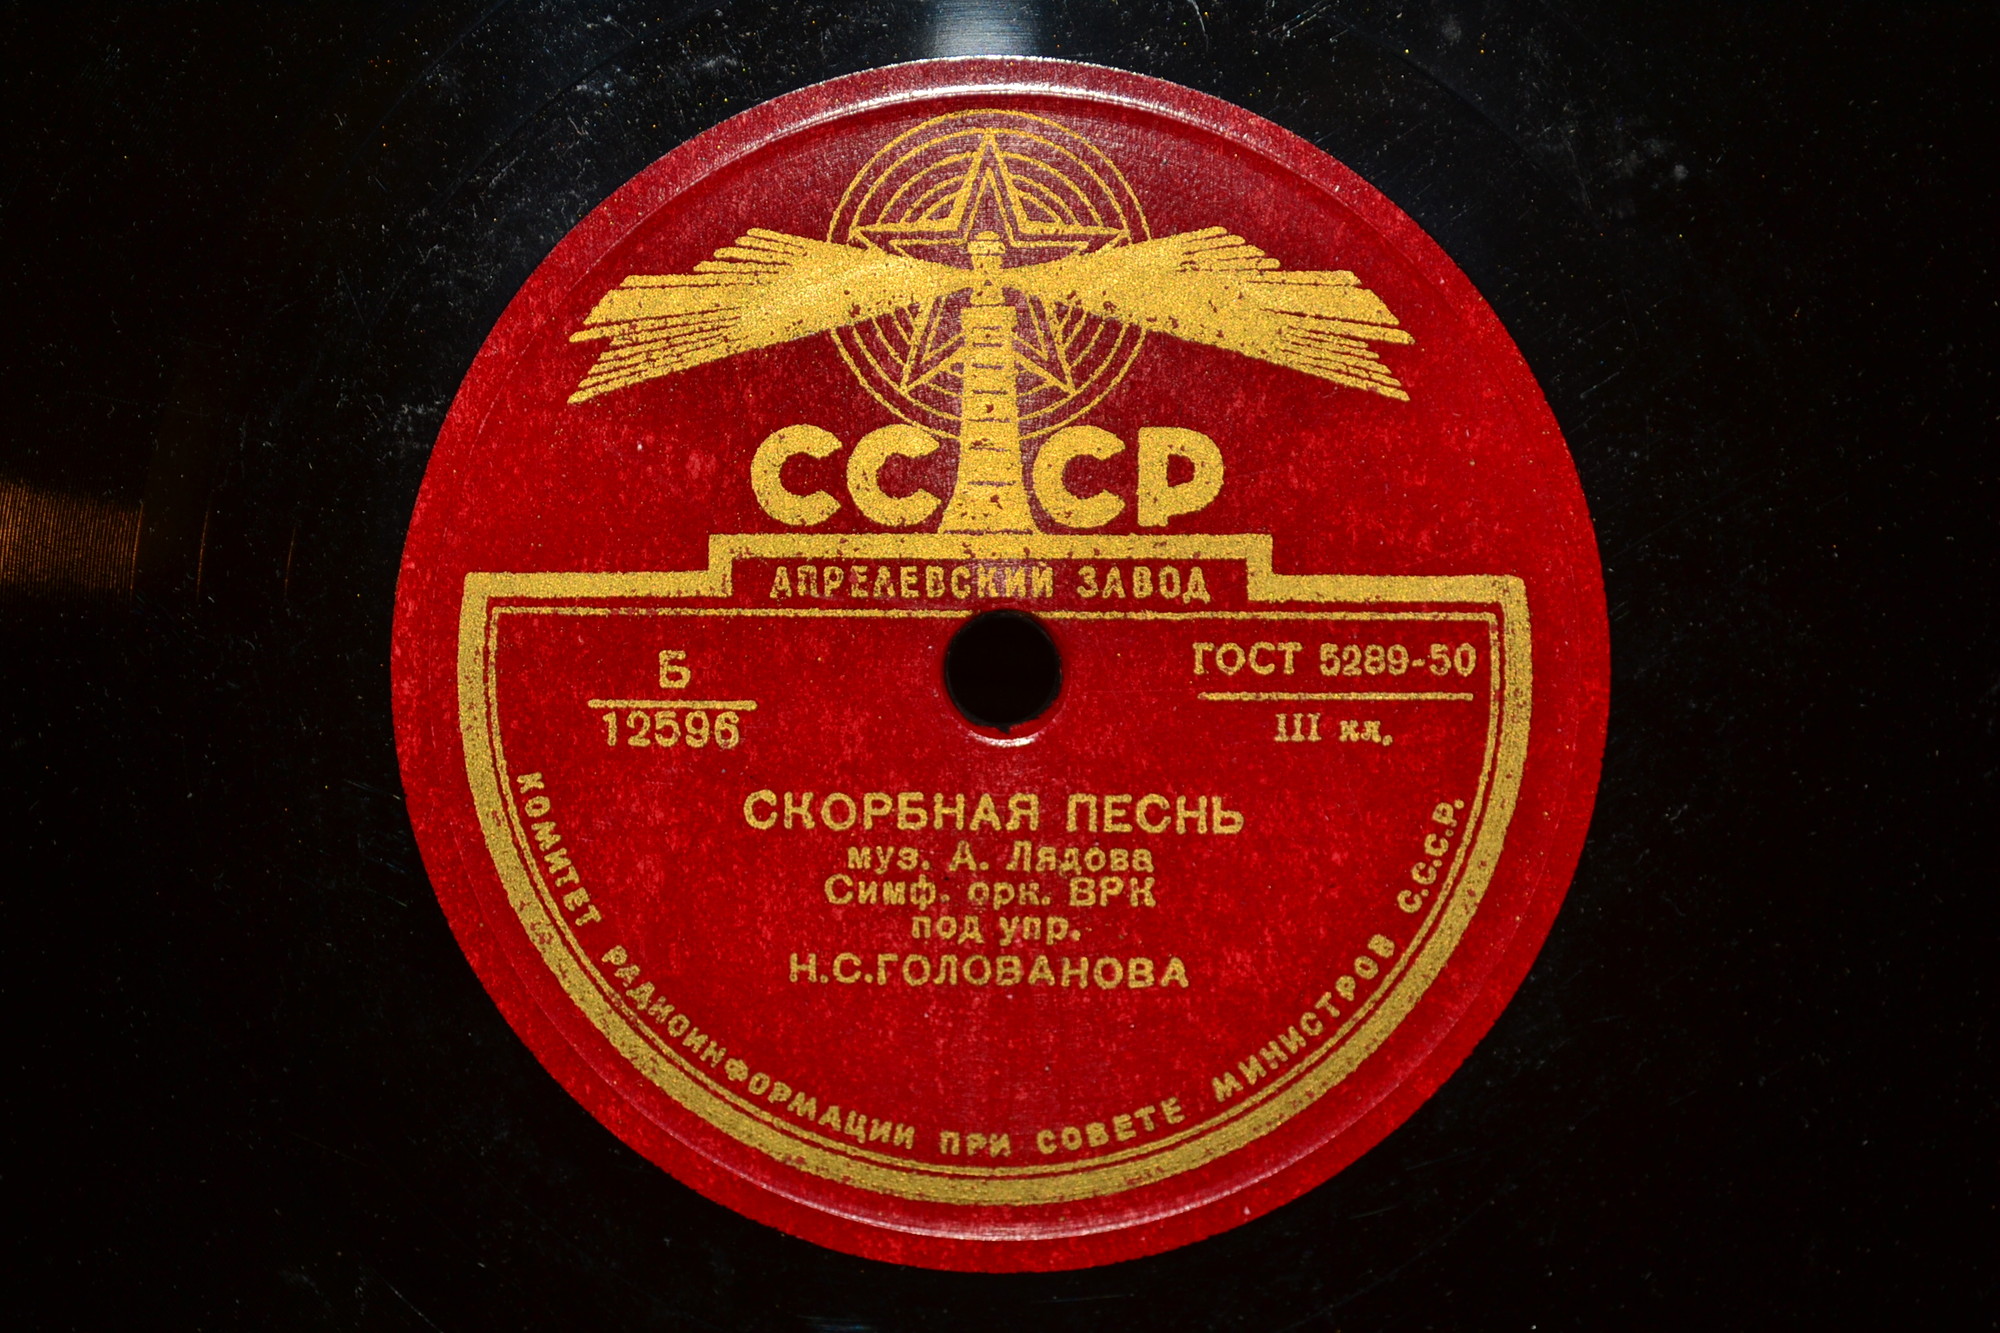 СССР
АПРЕЛЕВСКИЙ ЗАВОД
Б
12596
ГОСТ 5289-50
III кл.
СКОРБНАЯ ПЕСНЬ
муз. А. Лядова
Симф. орк. ВРК
под упр.
Н.С.ГОЛОВАНОВА
КОМИТЕТ РАДИОИНФОРМАЦИИ ПРИ СОВЕТЕ МИНИСТРОВ С.С.С.Р.